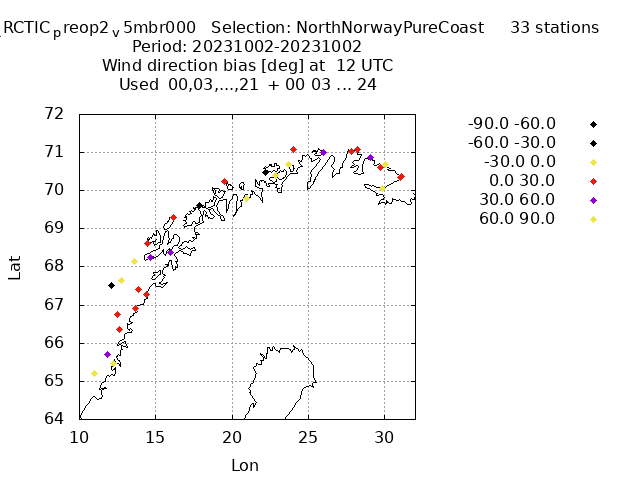 RCTIC p reop2 v 5mbr000 Selection: NorthNorwayPureCoast 33 stations
Period: 20231002-20231002
Wind direction bias [deg] at 12 UTC
Used 00,03,...,21 + 00 03 ... 24
-90.0 -60.0
-60.0 -30.0
-30.0 0.0
0.0 30.0
30.0 60.0
60.0 90.0
72
71
70
69
68
67
66
65
64
Lat
10 15 20 25 30
Lon